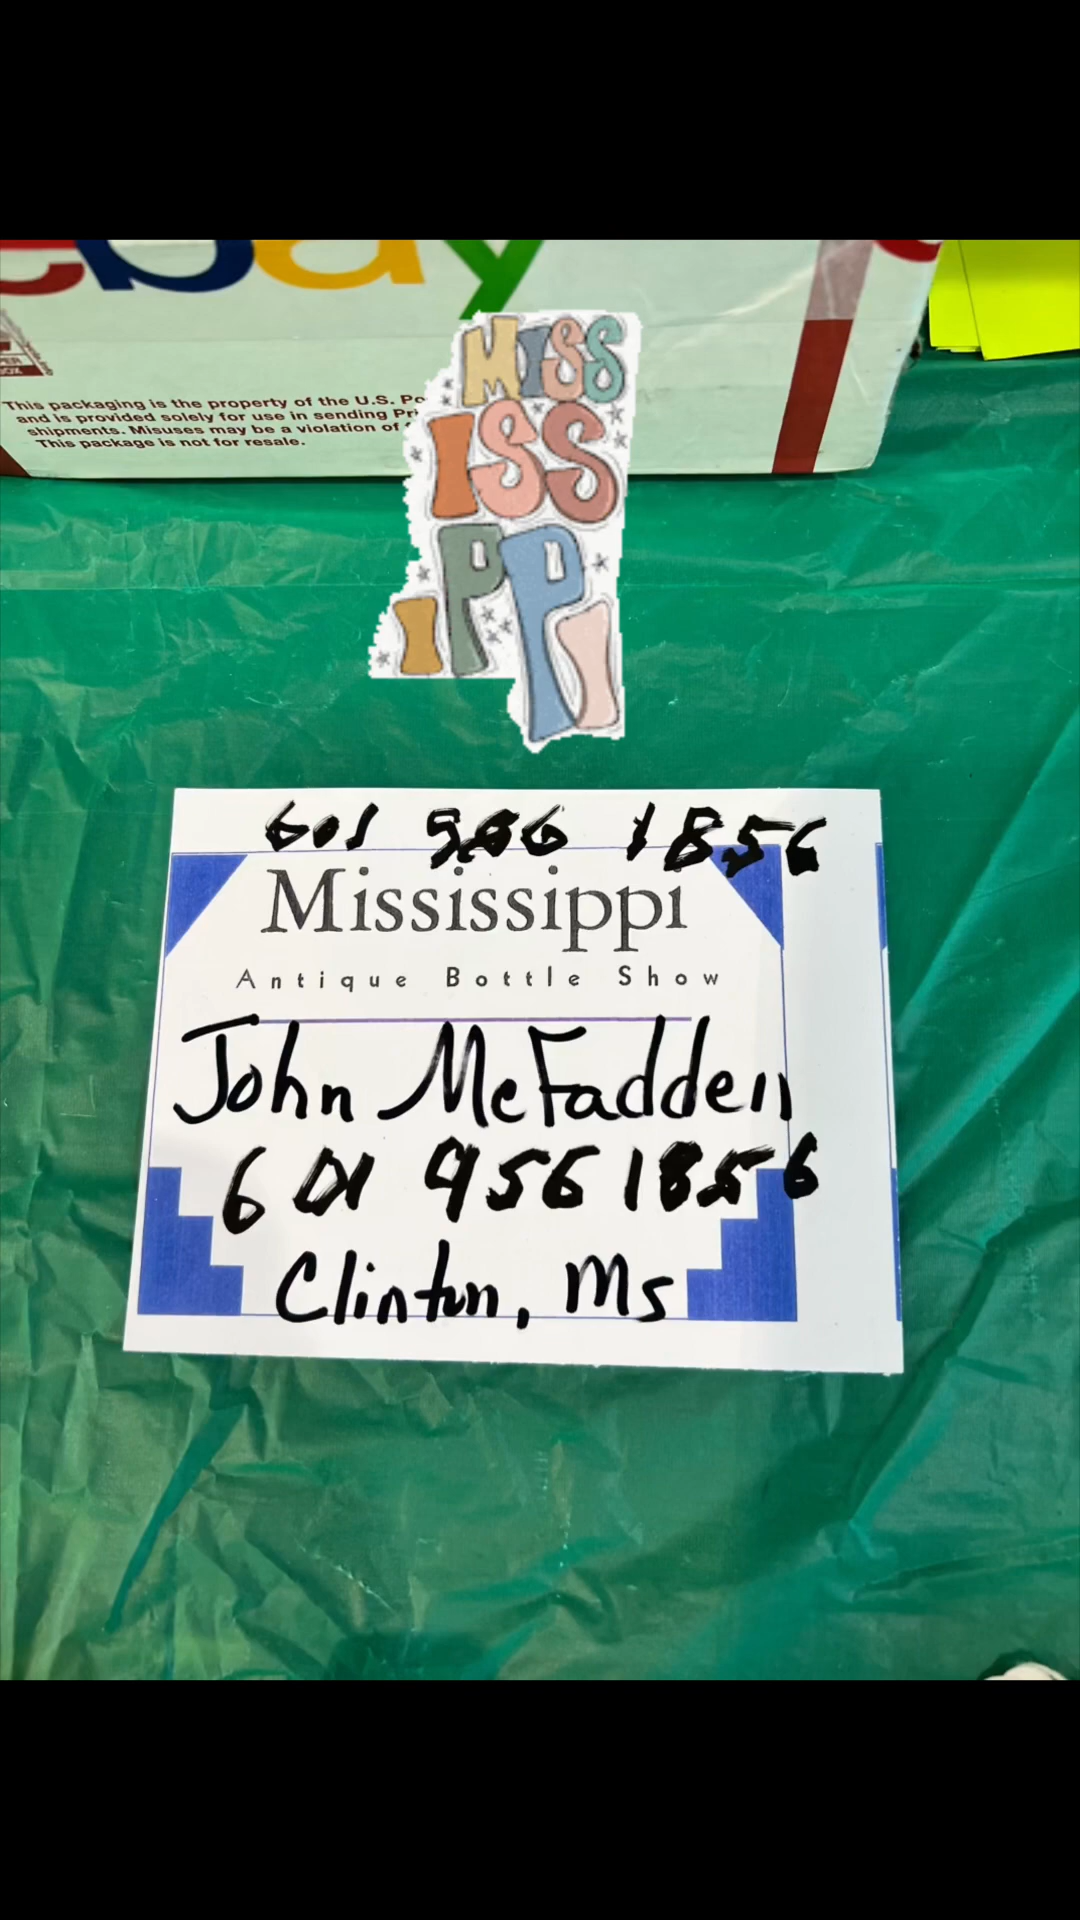 ebay
This packaging is the property of the U.S. Po
and is provided solely for use in sending Pri
shipments. Misuses may be a violation of
This package is not for resale.
MISS
ISS
IPPI
601 956 1856
Mississippi
Antique Bottle Show
John McFadden
601 956 1856
Clinton, Ms